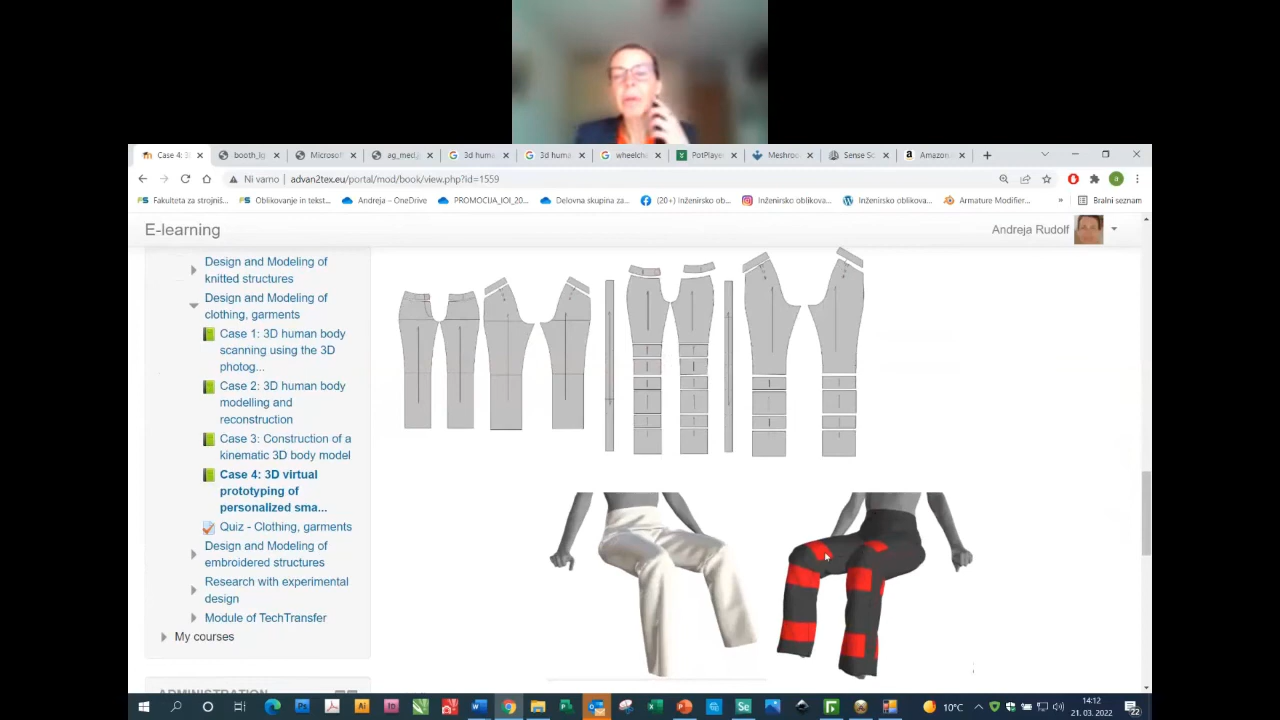 Case 4: 3
booth_ig
Microsof
ag_med_i
3d huma
3d huma
wheelcha
PotPlaye
Meshroo
Sense Sc
Amazon
Ni varno
advan2tex.eu/portal/mod/book/view.php?id=1559
a
Fakulteta za strojniš...
Oblikovanje in tekst...
Andreja – OneDrive
PROMOCIJA_IOI_20...
Delovna skupina za...
(20+) Inženirsko ob...
Inženirsko oblikova...
Inženirsko oblikova...
Armature Modifier...
»
Bralni seznam
E-learning
Andreja Rudolf
Design and Modeling of
knitted structures
Design and Modeling of
clothing, garments
Case 1: 3D human body
scanning using the 3D
photog...
Case 2: 3D human body
modelling and
reconstruction
Case 3: Construction of a
kinematic 3D body model
Case 4: 3D virtual
prototyping of
personalized sma...
Quiz - Clothing, garments
Design and Modeling of
embroidered structures
Research with experimental
design
Module of TechTransfer
My courses
ADMINISTRATION
10°C
14:12
21. 03. 2022
22